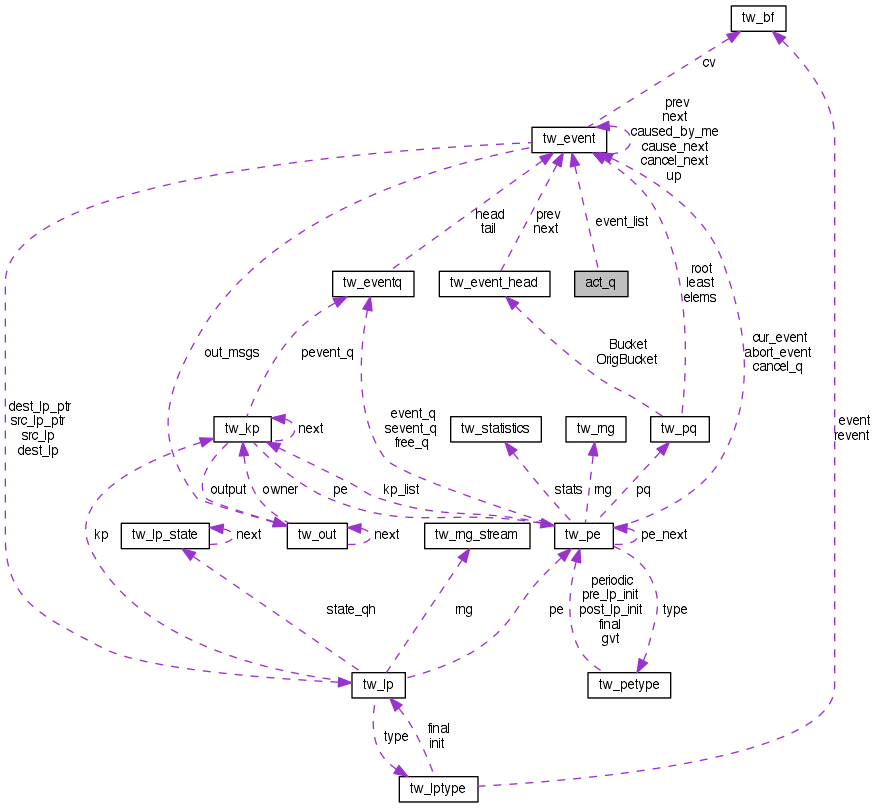 tw_bf
cv
prev
next
caused_by_me
cause_next
cancel_next
up
tw_event
head
tail
prev
next
event_list
tw_eventq
tw_event_head
act_q
root
least
elems
out_msgs
pevent_q
Bucket
OrigBucket
cur_event
abort_event
cancel_q
dest_lp_ptr
src_lp_ptr
src_lp
dest_lp
tw_kp
next
event_q
sevent_q
free_q
tw_statistics
tw_rng
tw_pq
event
revent
output
owner
pe
kp_list
stats
rng
pq
kp
tw_lp_state
next
tw_out
next
tw_rng_stream
tw_pe
pe_next
state_qh
rng
pe
periodic
pre_lp_init
post_lp_init
final
gvt
type
tw_lp
tw_petype
type
final
init
tw_lptype